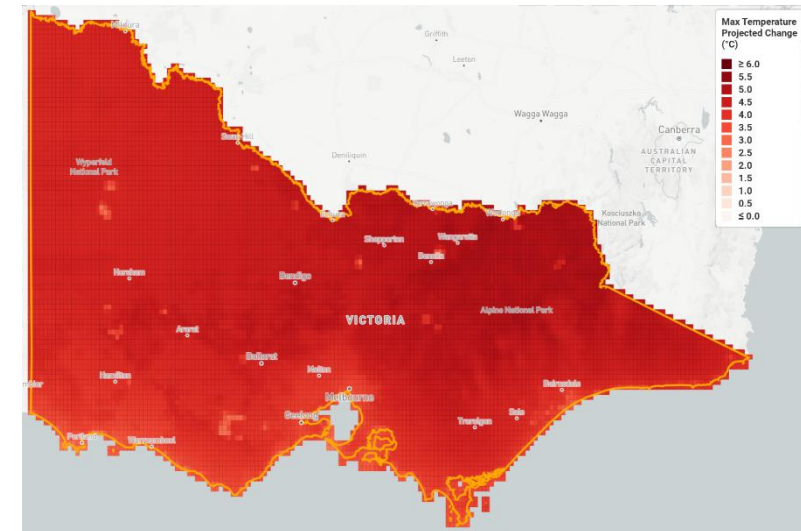 Max Temperature
Projected Change
(°C)
≥ 6.0
5.5
5.0
4.5
4.0
3.5
3.0
2.5
2.0
1.5
1.0
0.5
≤ 0.0
Griffith
Leeton
Wagga Wagga
Canberra
AUSTRALIAN
CAPITAL
TERRITORY
Deniliquin
Swan Hill
Wyperfeld
National Park
Kosciuszko
National Park
Shepparton
Wangaratta
Benalla
Horsham
Bendigo
Alpine National Park
VICTORIA
Ararat
Ballarat
Melton
Hamilton
Melbourne
Bairnsdale
Geelong
Sale
Traralgon
Portland
Warrnambool